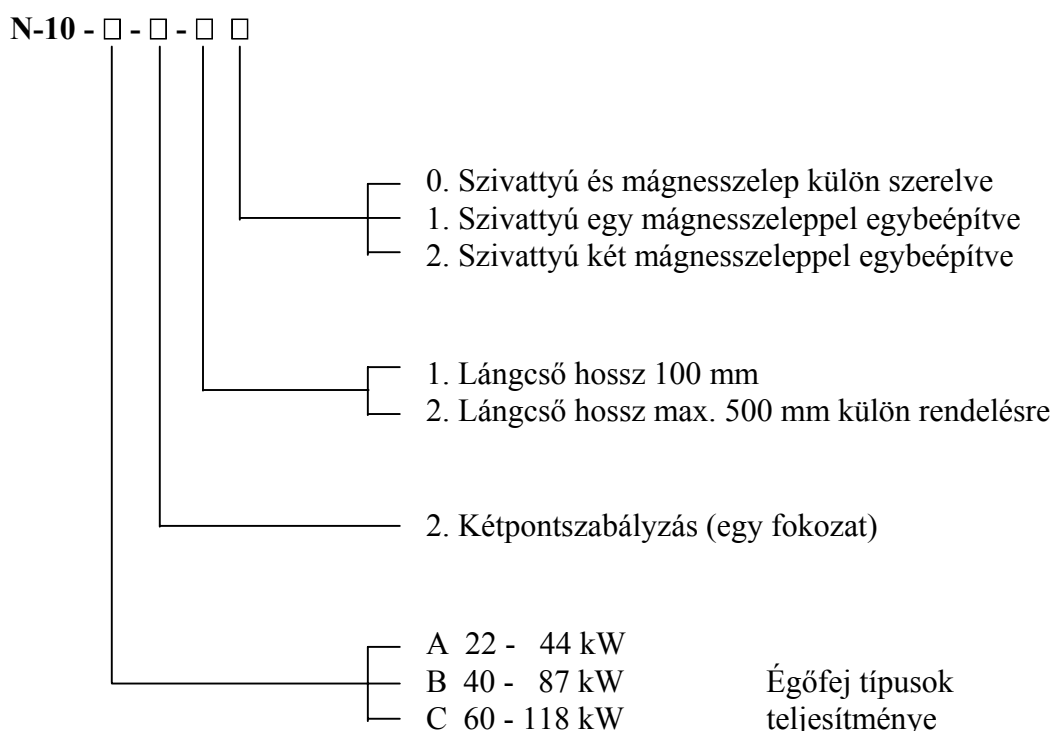 N-10 - □ - □ - □ □
0. Szivattyú és mágnesszelep külön szerelve
1. Szivattyú egy mágnesszeleppel egybeépítve
2. Szivattyú két mágnesszeleppel egybeépítve
1. Lángcső hossz 100 mm
2. Lángcső hossz max. 500 mm külön rendelésre
2. Kétpontszabályzás (egy fokozat)
A 22 - 44 kW
B 40 - 87 kW Égőfej típusok
C 60 - 118 kW teljesítménye